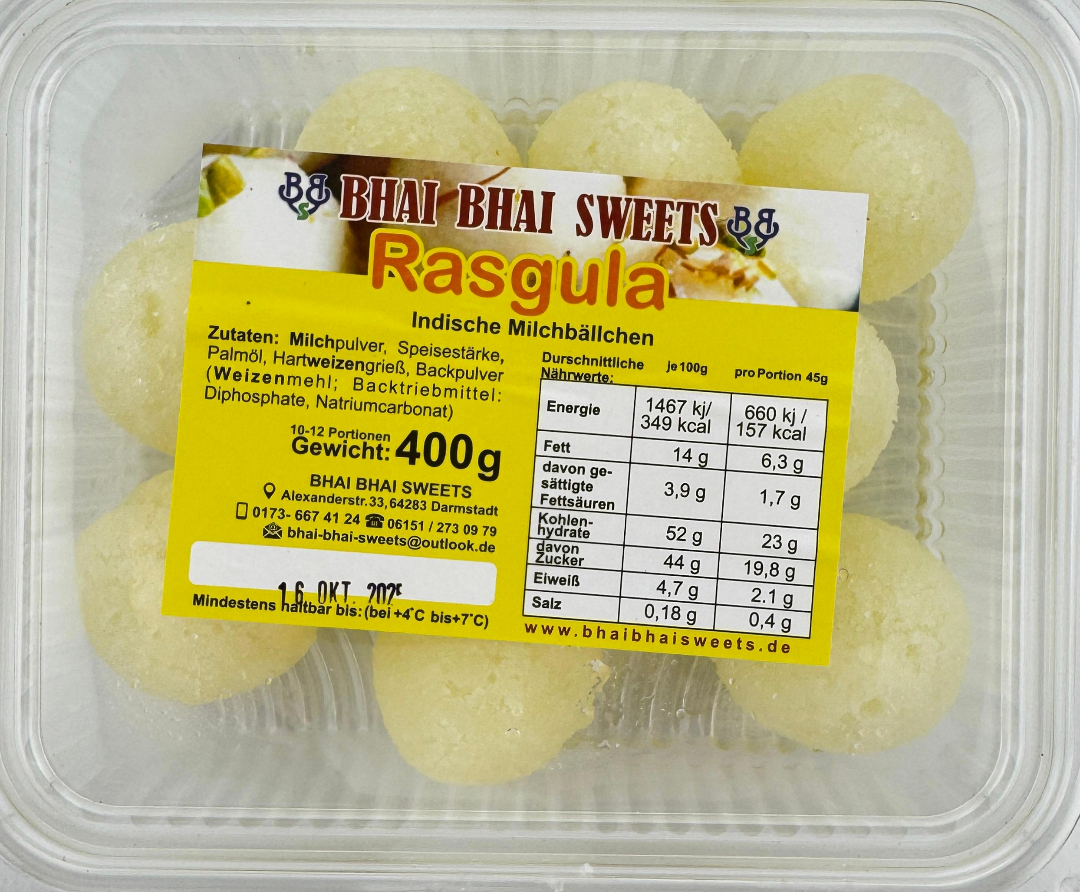 BBS BHAI BHAI SWEETS BBS
Rasgula
Indische Milchbällchen
Zutaten: Milchpulver, Speisestärke,
Palmöl, Hartweizengrieß, Backpulver
(Weizenmehl; Backtriebmittel:
Diphosphate, Natriumcarbonat)
10-12 Portionen
Gewicht: 400g
BHAI BHAI SWEETS
Alexanderstr.33,64283 Darmstadt
0173- 667 41 24 06151 / 273 09 79
bhai-bhai-sweets@outlook.de
16. OKT. 202
Mindestens haltbar bis:(bei +4°C bis+7°C)
Durschnittliche je 100g pro Portion 45g
Nährwerte:
Energie 1467 kj/ 660 kj /
349 kcal 157 kcal
Fett 14 g 6,3 g
davon ge-
sättigte 3,9 g 1,7 g
Fettsäuren
Kohlen-
hydrate 52 g 23 g
davon
Zucker 44 g 19,8 g
Eiweiß 4,7 g 2.1 g
Salz 0,18 g 0,4 g
www.bhaibhaisweets.de